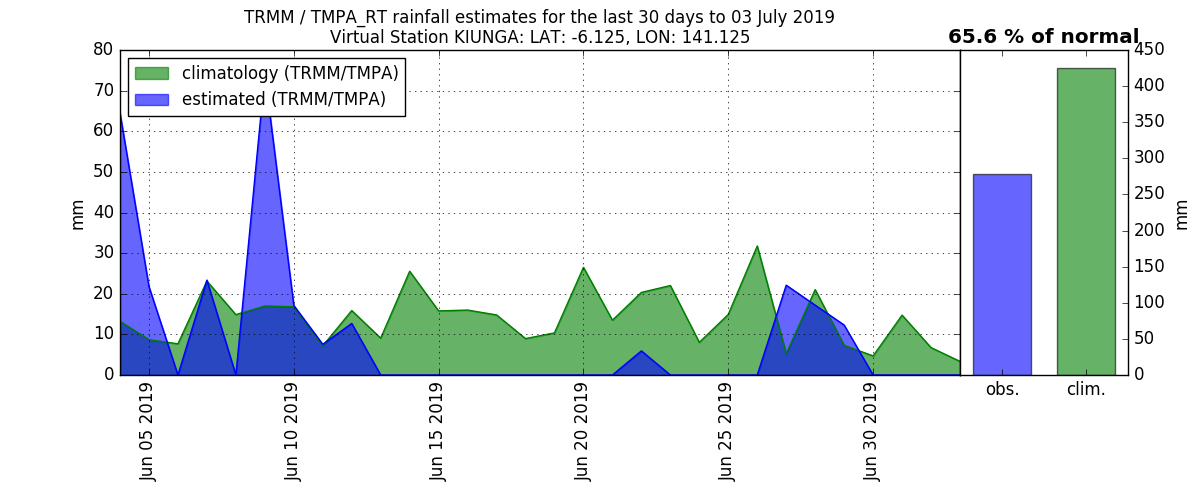 TRMM / TMPA_RT rainfall estimates for the last 30 days to 03 July 2019
Virtual Station KIUNGA: LAT: -6.125, LON: 141.125
65.6 % of normal
climatology (TRMM/TMPA)
estimated (TRMM/TMPA)
80
70
60
50
40
30
20
10
0
mm
Jun 05 2019
Jun 10 2019
Jun 15 2019
Jun 20 2019
Jun 25 2019
Jun 30 2019
obs.
clim.
450
400
350
300
250
200
150
100
50
0
mm